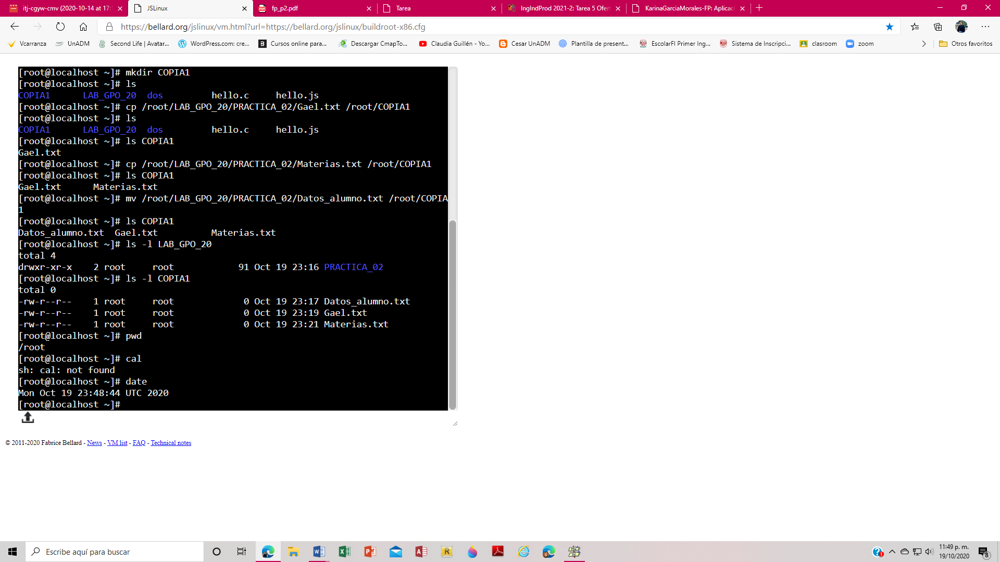 itj-cgyw-cmv (2020-10-14 at 17:1
JSLinux
fp_p2.pdf
Tarea
IngIndProd 2021-2: Tarea 5 Ofert
KarinaGarciaMorales-FP: Aplicaci
https://bellard.org/jslinux/vm.html?url=https://bellard.org/jslinux/buildroot-x86.cfg
Vcarranza
UnADM
Second Life | Avatar...
WordPress.com: cre...
Cursos online para...
Descargar CmapTo...
Claudia Guillén - Yo...
Cesar UnADM
Plantilla de present...
EscolarFI Primer Ing...
Sistema de Inscripci...
clasroom
zoom
Otros favoritos
[root@localhost ~]# mkdir COPIA1
[root@localhost ~]# ls
COPIA1      LAB_GPO_20  dos         hello.c     hello.js
[root@localhost ~]# cp /root/LAB_GPO_20/PRACTICA_02/Gael.txt /root/COPIA1
[root@localhost ~]# ls
COPIA1      LAB_GPO_20  dos         hello.c     hello.js
[root@localhost ~]# ls COPIA1
Gael.txt
[root@localhost ~]# cp /root/LAB_GPO_20/PRACTICA_02/Materias.txt /root/COPIA1
[root@localhost ~]# ls COPIA1
Gael.txt      Materias.txt
[root@localhost ~]# mv /root/LAB_GPO_20/PRACTICA_02/Datos_alumno.txt /root/COPIA
1
[root@localhost ~]# ls COPIA1
Datos_alumno.txt  Gael.txt          Materias.txt
[root@localhost ~]# ls -l LAB_GPO_20
total 4
drwxr-xr-x    2 root     root            91 Oct 19 23:16 PRACTICA_02
[root@localhost ~]# ls -l COPIA1
total 0
-rw-r--r--    1 root     root             0 Oct 19 23:17 Datos_alumno.txt
-rw-r--r--    1 root     root             0 Oct 19 23:19 Gael.txt
-rw-r--r--    1 root     root             0 Oct 19 23:21 Materias.txt
[root@localhost ~]# pwd
/root
[root@localhost ~]# cal
sh: cal: not found
[root@localhost ~]# date
Mon Oct 19 23:48:44 UTC 2020
[root@localhost ~]#
© 2011-2020 Fabrice Bellard - News - VM list - FAQ - Technical notes
Escribe aquí para buscar
11:49 p. m.
19/10/2020
8